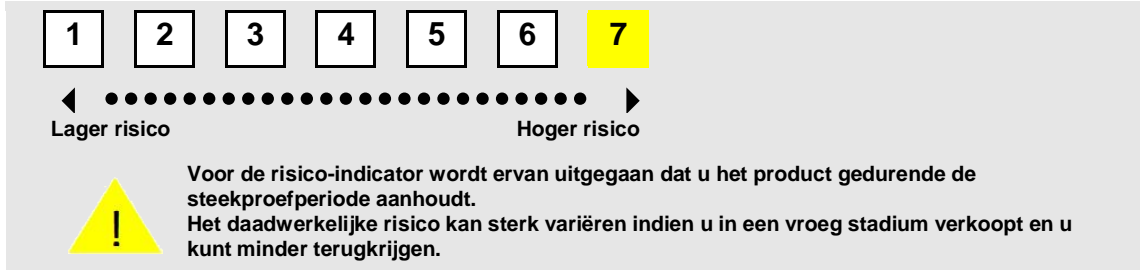 1 2 3 4 5 6 7
Lager risico Hoger risico
Voor de risico-indicator wordt ervan uitgegaan dat u het product gedurende de
steekproefperiode aanhoudt.
Het daadwerkelijke risico kan sterk variëren indien u in een vroeg stadium verkoopt en u
kunt minder terugkrijgen.
!